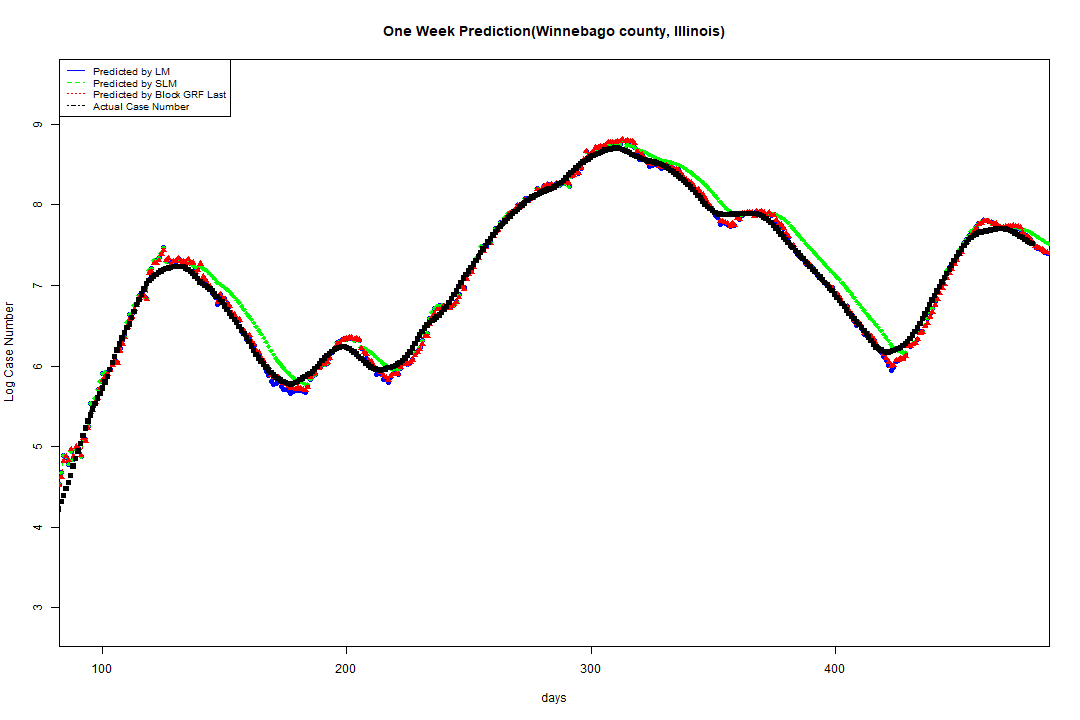 One Week Prediction(Winnebago county, Illinois)
Predicted by LM
Predicted by SLM
Predicted by Block GRF Last
Actual Case Number
Log Case Number
9
8
7
6
5
4
3
100 200 300 400
days